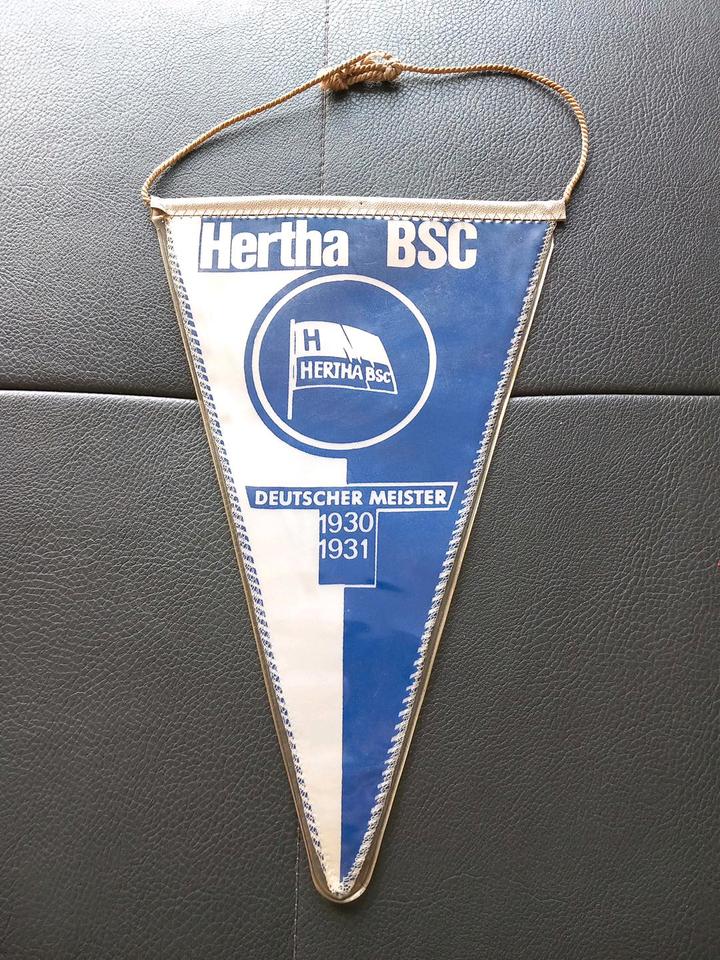 Hertha BSC
H
HERTHA BSC
DEUTSCHER MEISTER
1930
1931